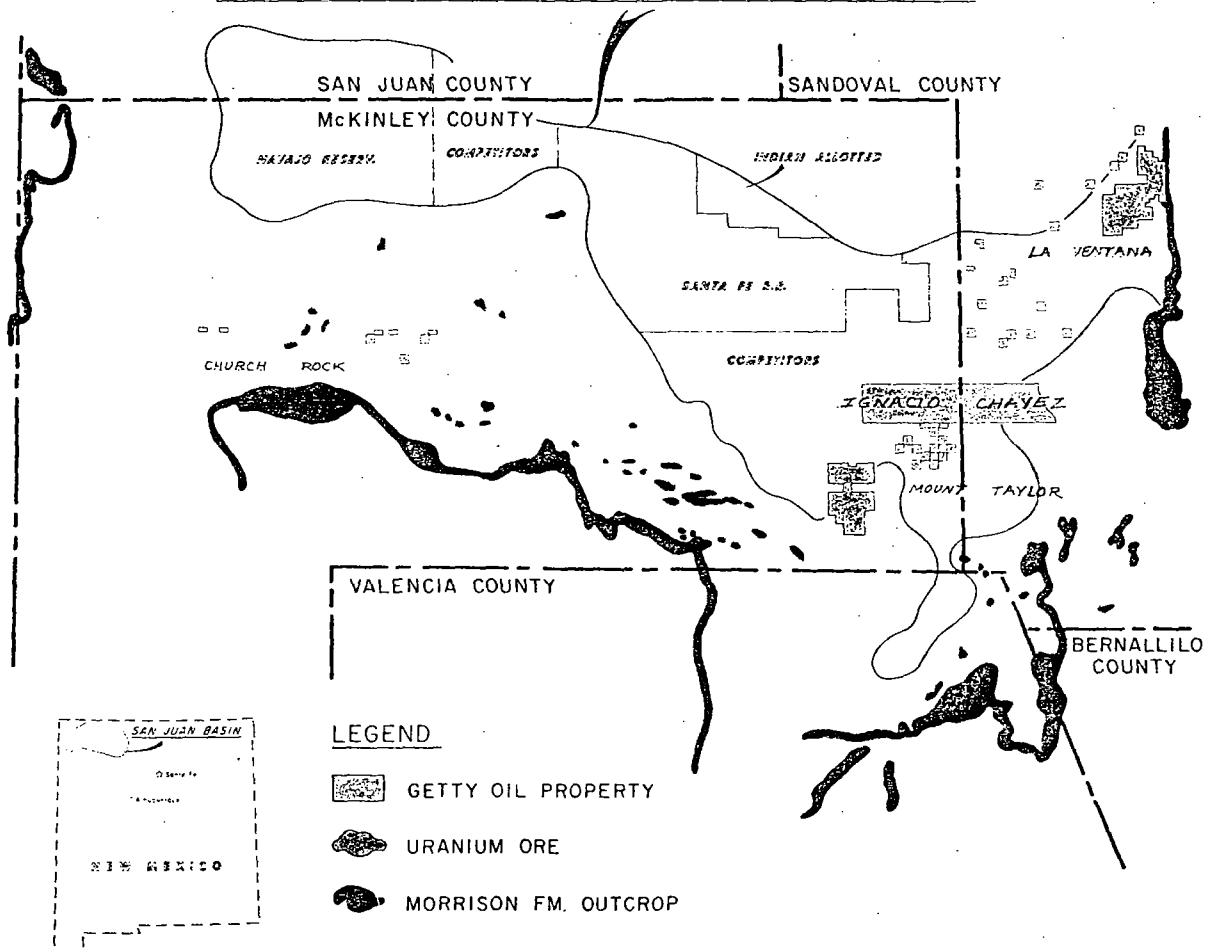 SAN JUAN COUNTY
SANDOVAL COUNTY
McKINLEY COUNTY
NAVAJO RESERV.
COMPETITORS
INDIAN ALLOTTED
LA VENTANA
SANTA FE R.R.
COMPETITORS
CHURCH ROCK
IGNACIO CHAVEZ
MOUNT TAYLOR
VALENCIA COUNTY
BERNALLILO
COUNTY
SAN JUAN BASIN
Santa Fe
NEW MEXICO
LEGEND
GETTY OIL PROPERTY
URANIUM ORE
MORRISON FM. OUTCROP